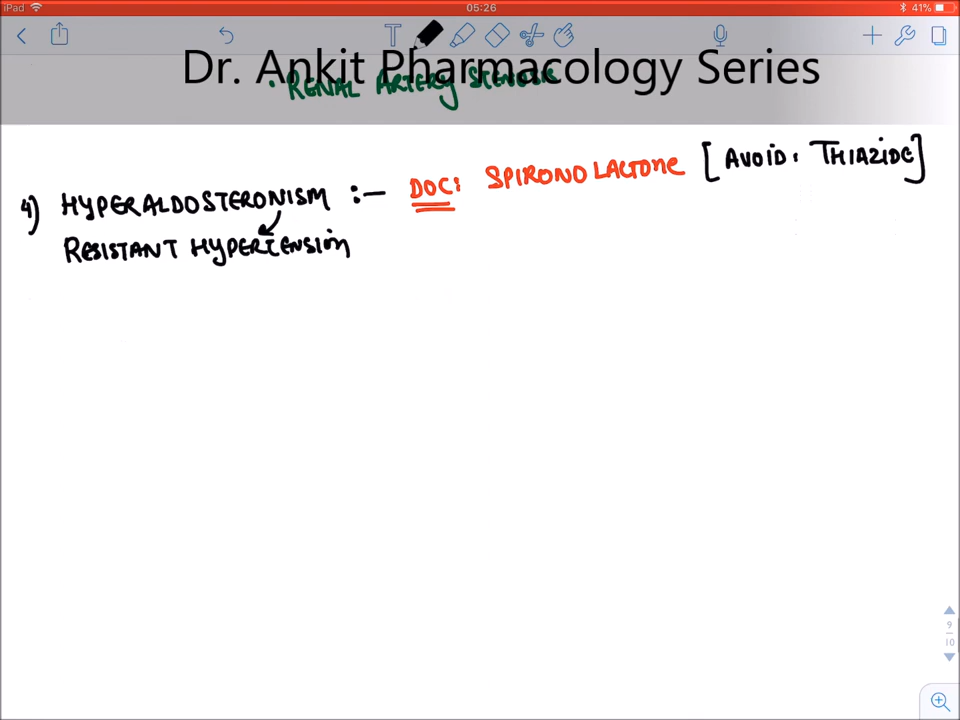 iPad 05:26 41%
Dr. Ankit Pharmacology Series
• RENAL ARTERY STENOSIS
4) HYPERALDOSTERONISM :- DOC: SPIRONOLACTONE [AVOID: THIAZIDE]
RESISTANT HYPERTENSION
9
10